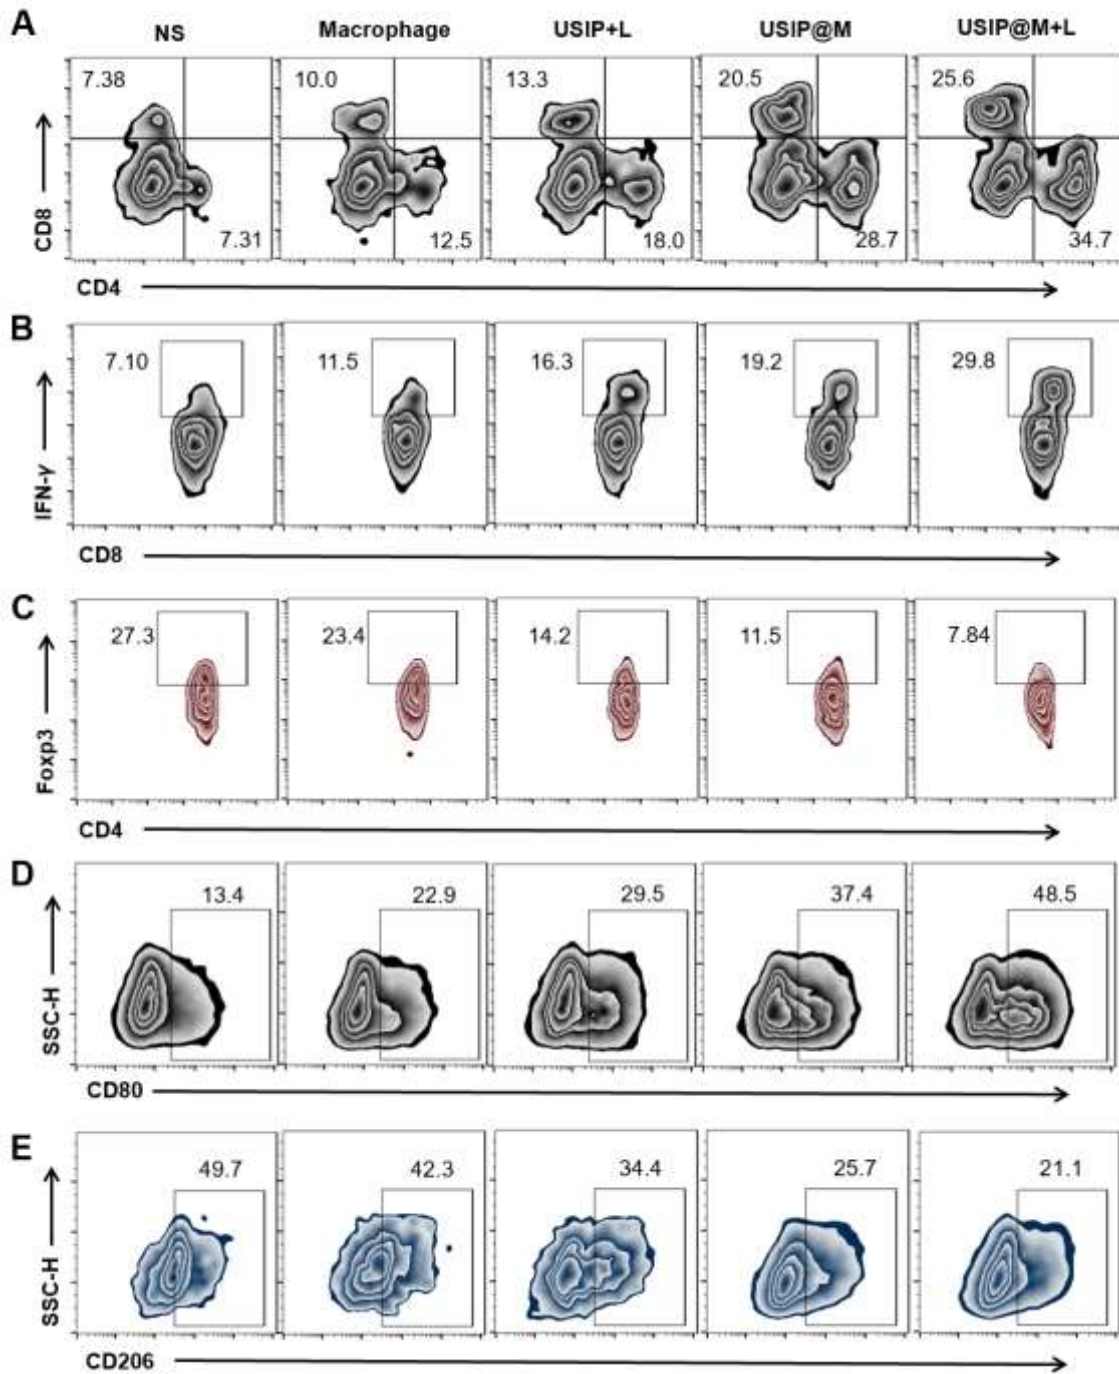 A
NS Macrophage USIP+L USIP@M USIP@M+L
7.38 10.0 13.3 20.5 25.6
CD8
7.31 12.5 18.0 28.7 34.7
CD4
B
7.10 11.5 16.3 19.2 29.8
IFN-γ
CD8
C
27.3 23.4 14.2 11.5 7.84
Foxp3
CD4
D
13.4 22.9 29.5 37.4 48.5
SSC-H
CD80
E
49.7 42.3 34.4 25.7 21.1
SSC-H
CD206